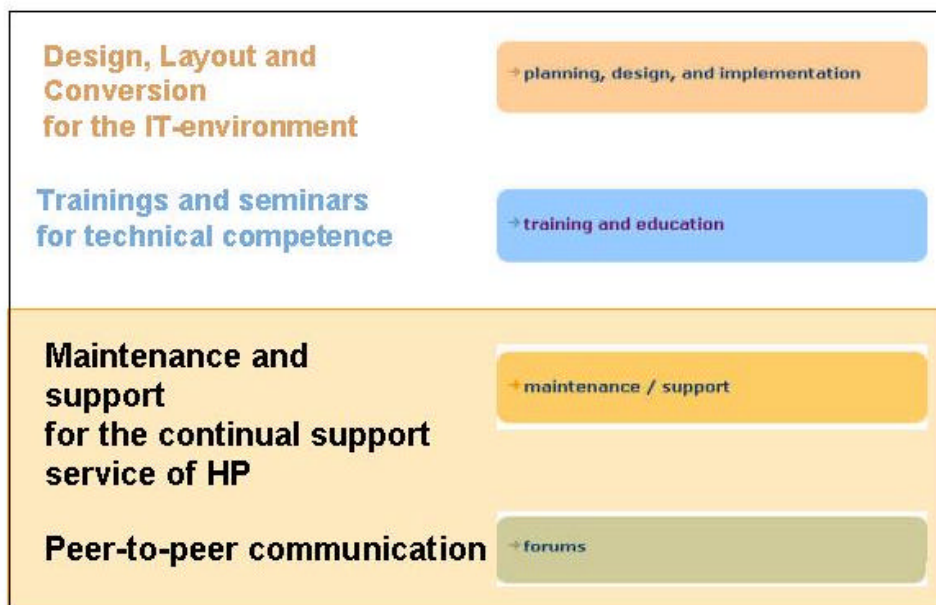 Design, Layout and
Conversion
for the IT-environment
→planning, design, and implementation
Trainings and seminars
for technical competence
→training and education
Maintenance and
support
for the continual support
service of HP
→maintenance / support
Peer-to-peer communication
→forums